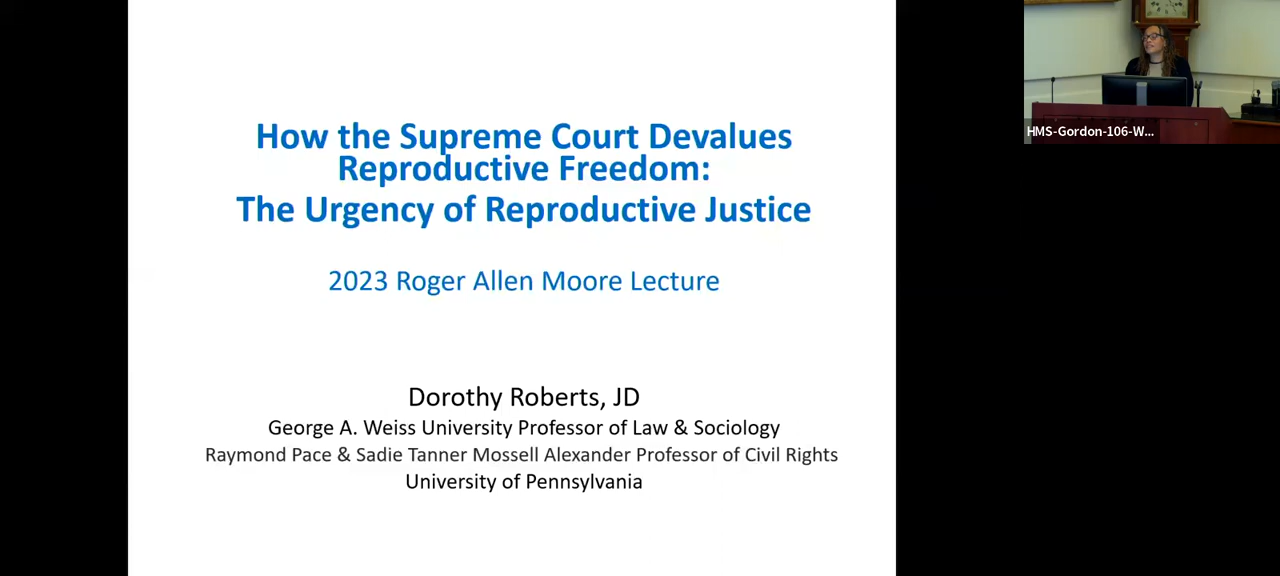 How the Supreme Court Devalues
Reproductive Freedom:
The Urgency of Reproductive Justice
2023 Roger Allen Moore Lecture
Dorothy Roberts, JD
George A. Weiss University Professor of Law & Sociology
Raymond Pace & Sadie Tanner Mossell Alexander Professor of Civil Rights
University of Pennsylvania
HMS-Gordon-106-W...